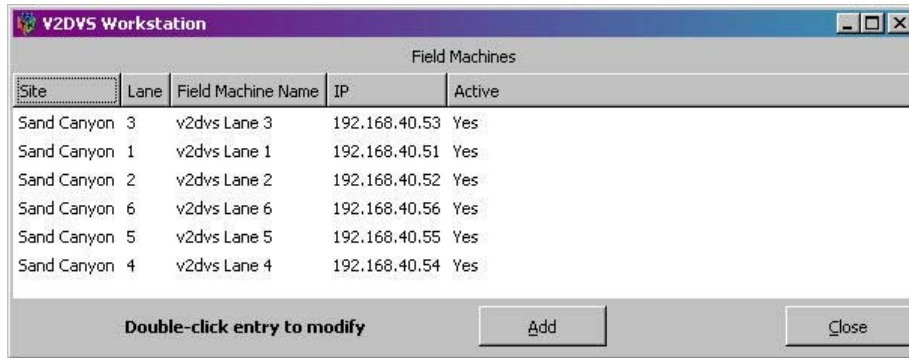 V2DVS Workstation
Field Machines
Site Lane Field Machine Name IP Active
Sand Canyon 3 v2dvs Lane 3 192.168.40.53 Yes
Sand Canyon 1 v2dvs Lane 1 192.168.40.51 Yes
Sand Canyon 2 v2dvs Lane 2 192.168.40.52 Yes
Sand Canyon 6 v2dvs Lane 6 192.168.40.56 Yes
Sand Canyon 5 v2dvs Lane 5 192.168.40.55 Yes
Sand Canyon 4 v2dvs Lane 4 192.168.40.54 Yes
Double-click entry to modify Add Close